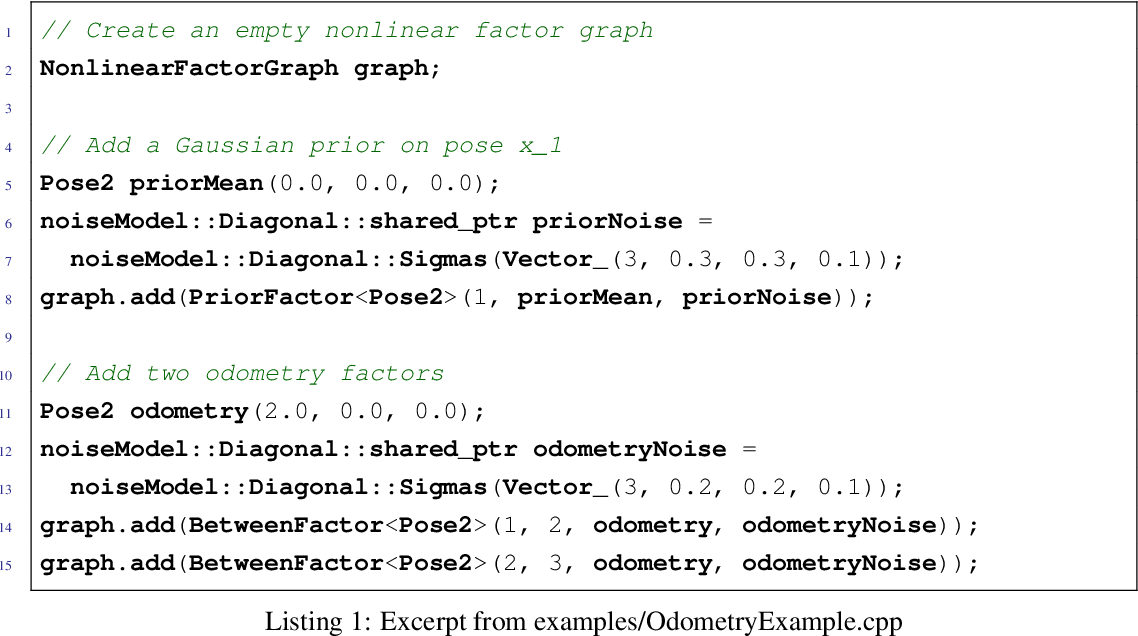 1 // Create an empty nonlinear factor graph
2 NonlinearFactorGraph graph;
3
4 // Add a Gaussian prior on pose x_1
5 Pose2 priorMean(0.0, 0.0, 0.0);
6 noiseModel::Diagonal::shared_ptr priorNoise =
7 noiseModel::Diagonal::Sigmas(Vector_(3, 0.3, 0.3, 0.1));
8 graph.add(PriorFactor<Pose2>(1, priorMean, priorNoise));
9
10 // Add two odometry factors
11 Pose2 odometry(2.0, 0.0, 0.0);
12 noiseModel::Diagonal::shared_ptr odometryNoise =
13 noiseModel::Diagonal::Sigmas(Vector_(3, 0.2, 0.2, 0.1));
14 graph.add(BetweenFactor<Pose2>(1, 2, odometry, odometryNoise));
15 graph.add(BetweenFactor<Pose2>(2, 3, odometry, odometryNoise));
Listing 1: Excerpt from examples/OdometryExample.cpp